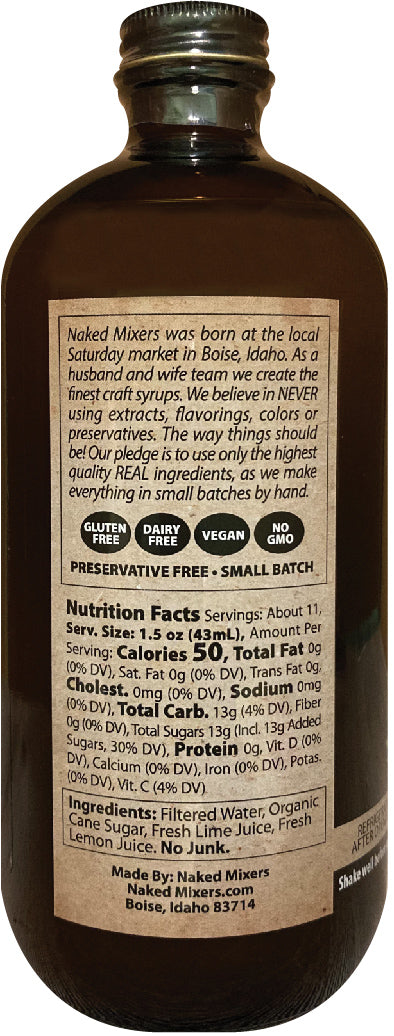 Naked Mixers was born at the local
Saturday market in Boise, Idaho. As a
husband and wife team we create the
finest craft syrups. We believe in NEVER
using extracts, flavorings, colors or
preservatives. The way things should
be! Our pledge is to use only the highest
quality REAL ingredients, as we make
everything in small batches by hand.
GLUTEN FREE
DAIRY FREE
VEGAN
NO GMO
PRESERVATIVE FREE • SMALL BATCH
Nutrition Facts Servings: About 11,
Serv. Size: 1.5 oz (43mL), Amount Per
Serving: Calories 50, Total Fat 0g
(0% DV), Sat. Fat 0g (0% DV), Trans Fat 0g,
Cholest. 0mg (0% DV), Sodium 0mg
(0% DV), Total Carb. 13g (4% DV), Fiber
0g (0% DV), Total Sugars 13g (Incl. 13g Added
Sugars, 30% DV), Protein 0g, Vit. D (0%
DV), Calcium (0% DV), Iron (0% DV), Potas.
(0% DV), Vit. C (4% DV)
Ingredients: Filtered Water, Organic
Cane Sugar, Fresh Lime Juice, Fresh
Lemon Juice. No Junk.
Made By: Naked Mixers
Naked Mixers.com
Boise, Idaho 83714
AFTER
Shake well